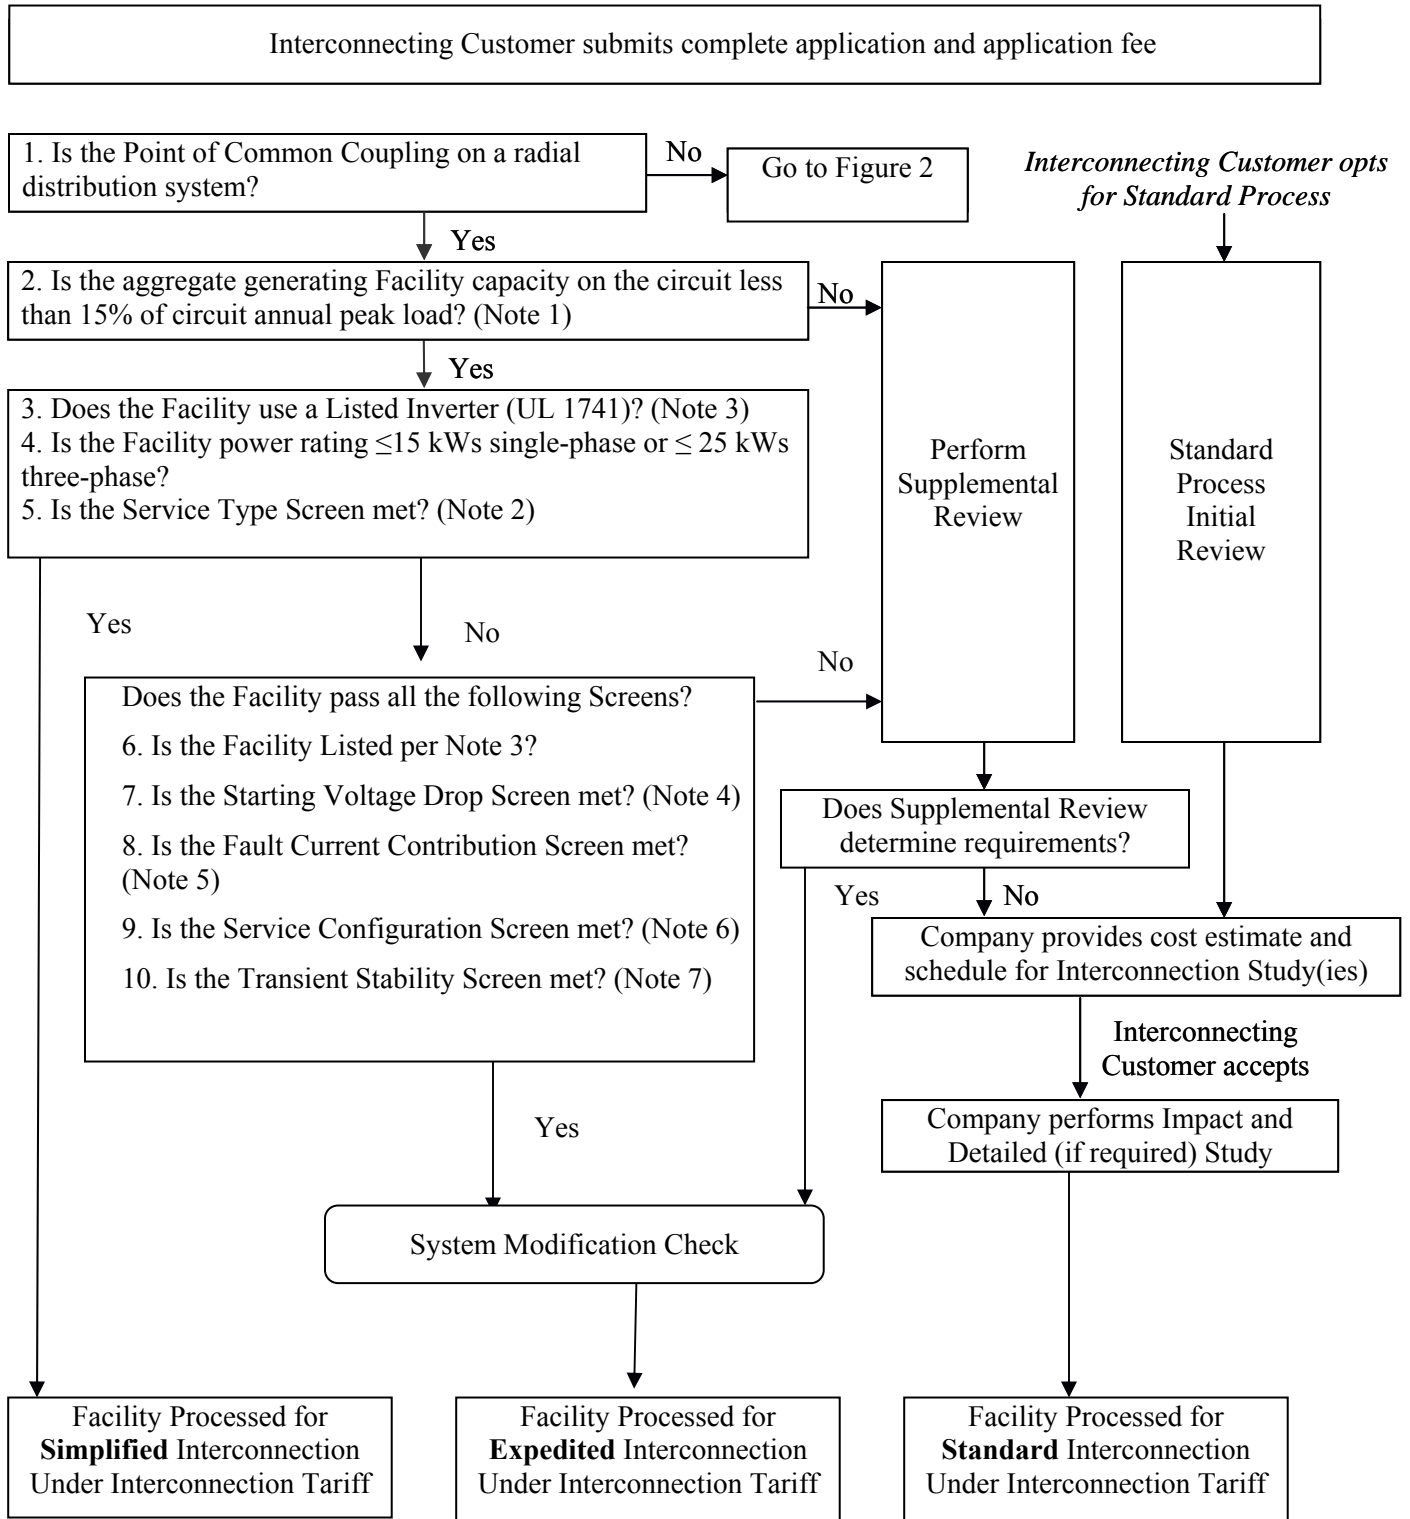 Interconnecting Customer submits complete application and application fee
1. Is the Point of Common Coupling on a radial
distribution system?
No
Go to Figure 2
Interconnecting Customer opts
for Standard Process
Yes
2. Is the aggregate generating Facility capacity on the circuit less
than 15% of circuit annual peak load? (Note 1)
No
Yes
3. Does the Facility use a Listed Inverter (UL 1741)? (Note 3)
4. Is the Facility power rating ≤15 kWs single-phase or ≤ 25 kWs
three-phase?
5. Is the Service Type Screen met? (Note 2)
Perform
Supplemental
Review
Standard
Process
Initial
Review
Yes
No
No
Does the Facility pass all the following Screens?
6. Is the Facility Listed per Note 3?
7. Is the Starting Voltage Drop Screen met? (Note 4)
8. Is the Fault Current Contribution Screen met?
(Note 5)
9. Is the Service Configuration Screen met? (Note 6)
10. Is the Transient Stability Screen met? (Note 7)
Does Supplemental Review
determine requirements?
Yes
No
Company provides cost estimate and
schedule for Interconnection Study(ies)
Interconnecting
Customer accepts
Company performs Impact and
Detailed (if required) Study
Yes
System Modification Check
Facility Processed for
Simplified Interconnection
Under Interconnection Tariff
Facility Processed for
Expedited Interconnection
Under Interconnection Tariff
Facility Processed for
Standard Interconnection
Under Interconnection Tariff